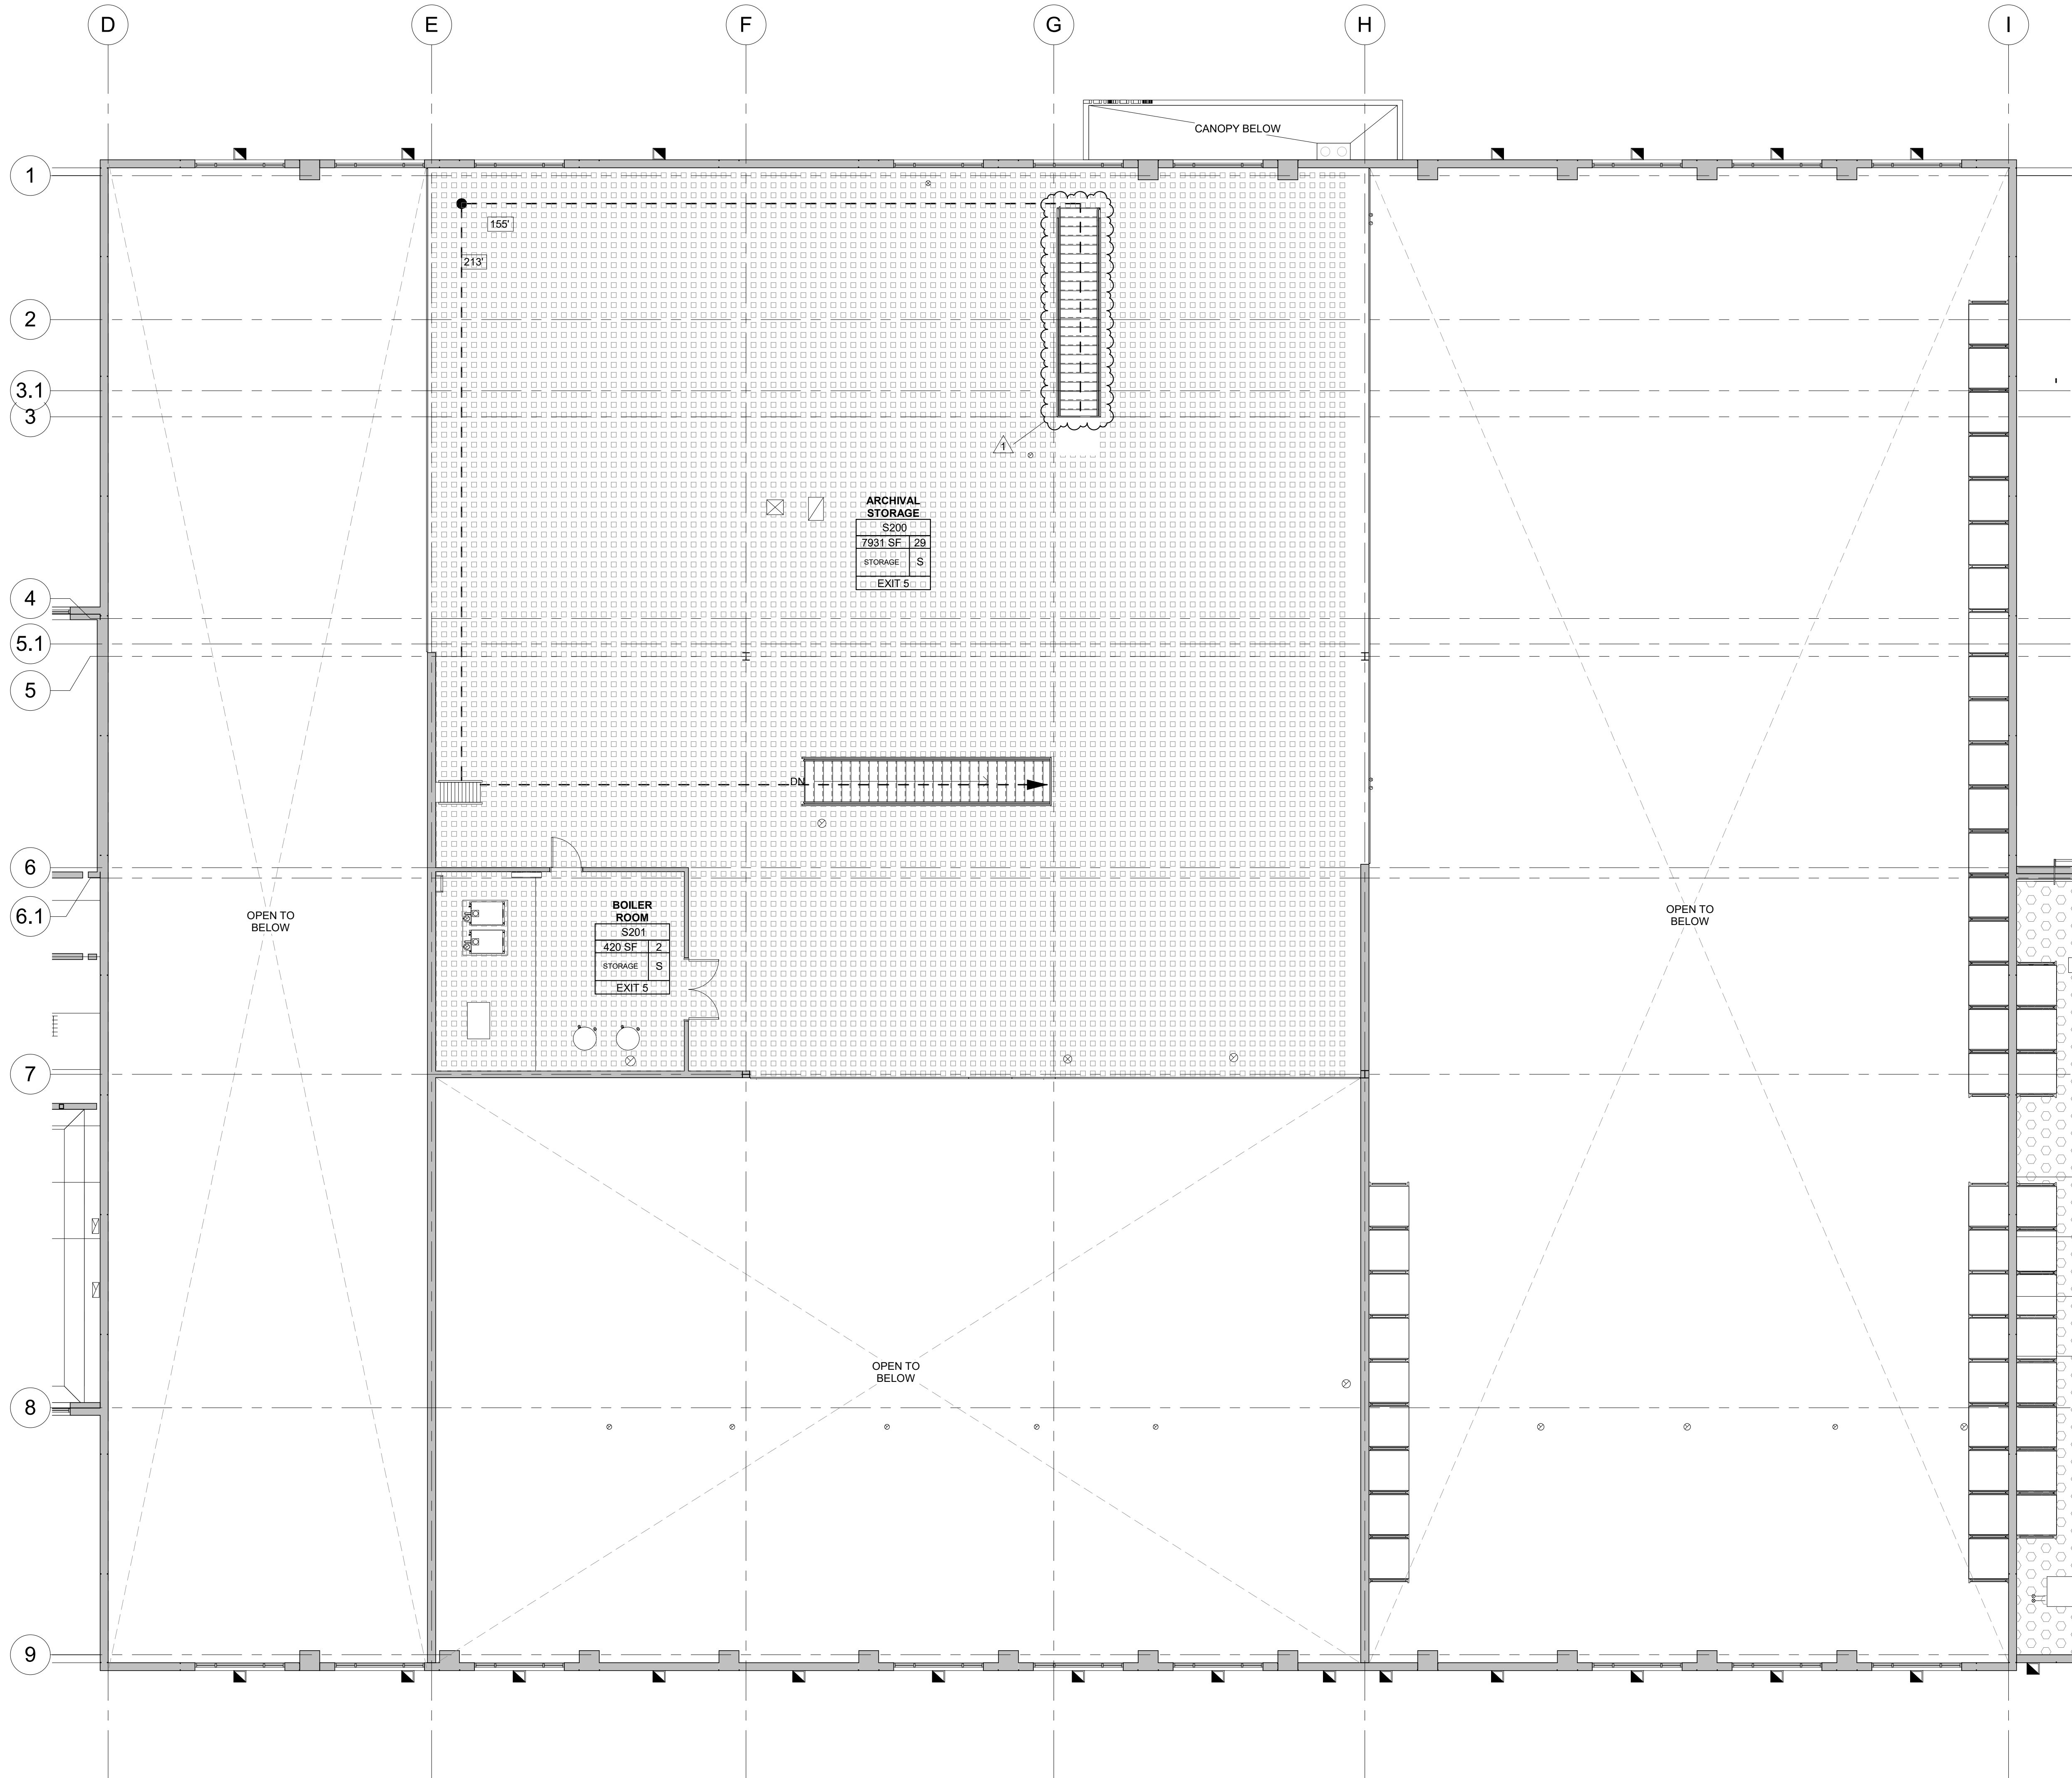 D
E
F
G
H
I
CANOPY BELOW
1
155'
213'
2
3.1
3
1
ARCHIVAL
STORAGE
S200
7931 SF 29
STORAGE S
EXIT 5
4
5.1
5
DN
6
6.1
OPEN TO
BELOW
BOILER
ROOM
S201
420 SF 2
STORAGE S
EXIT 5
OPEN TO
BELOW
7
OPEN TO
BELOW
8
9